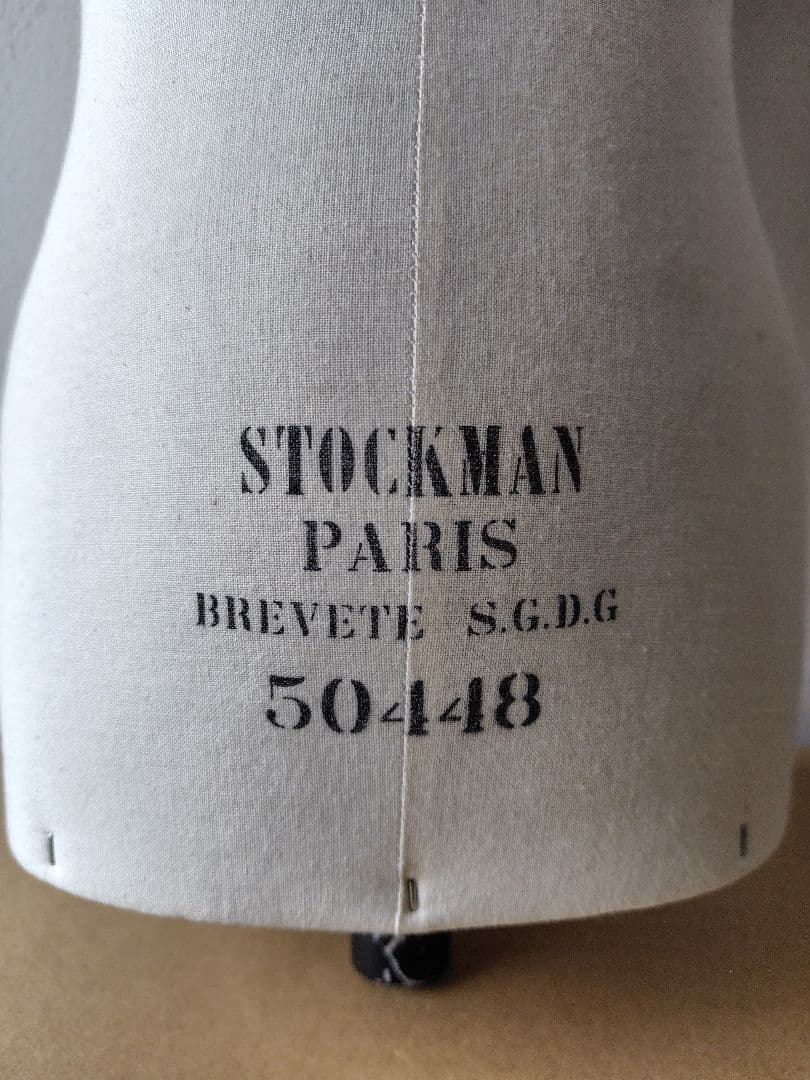 STOCKMAN
PARIS
BREVETE S.G.D.G
50448